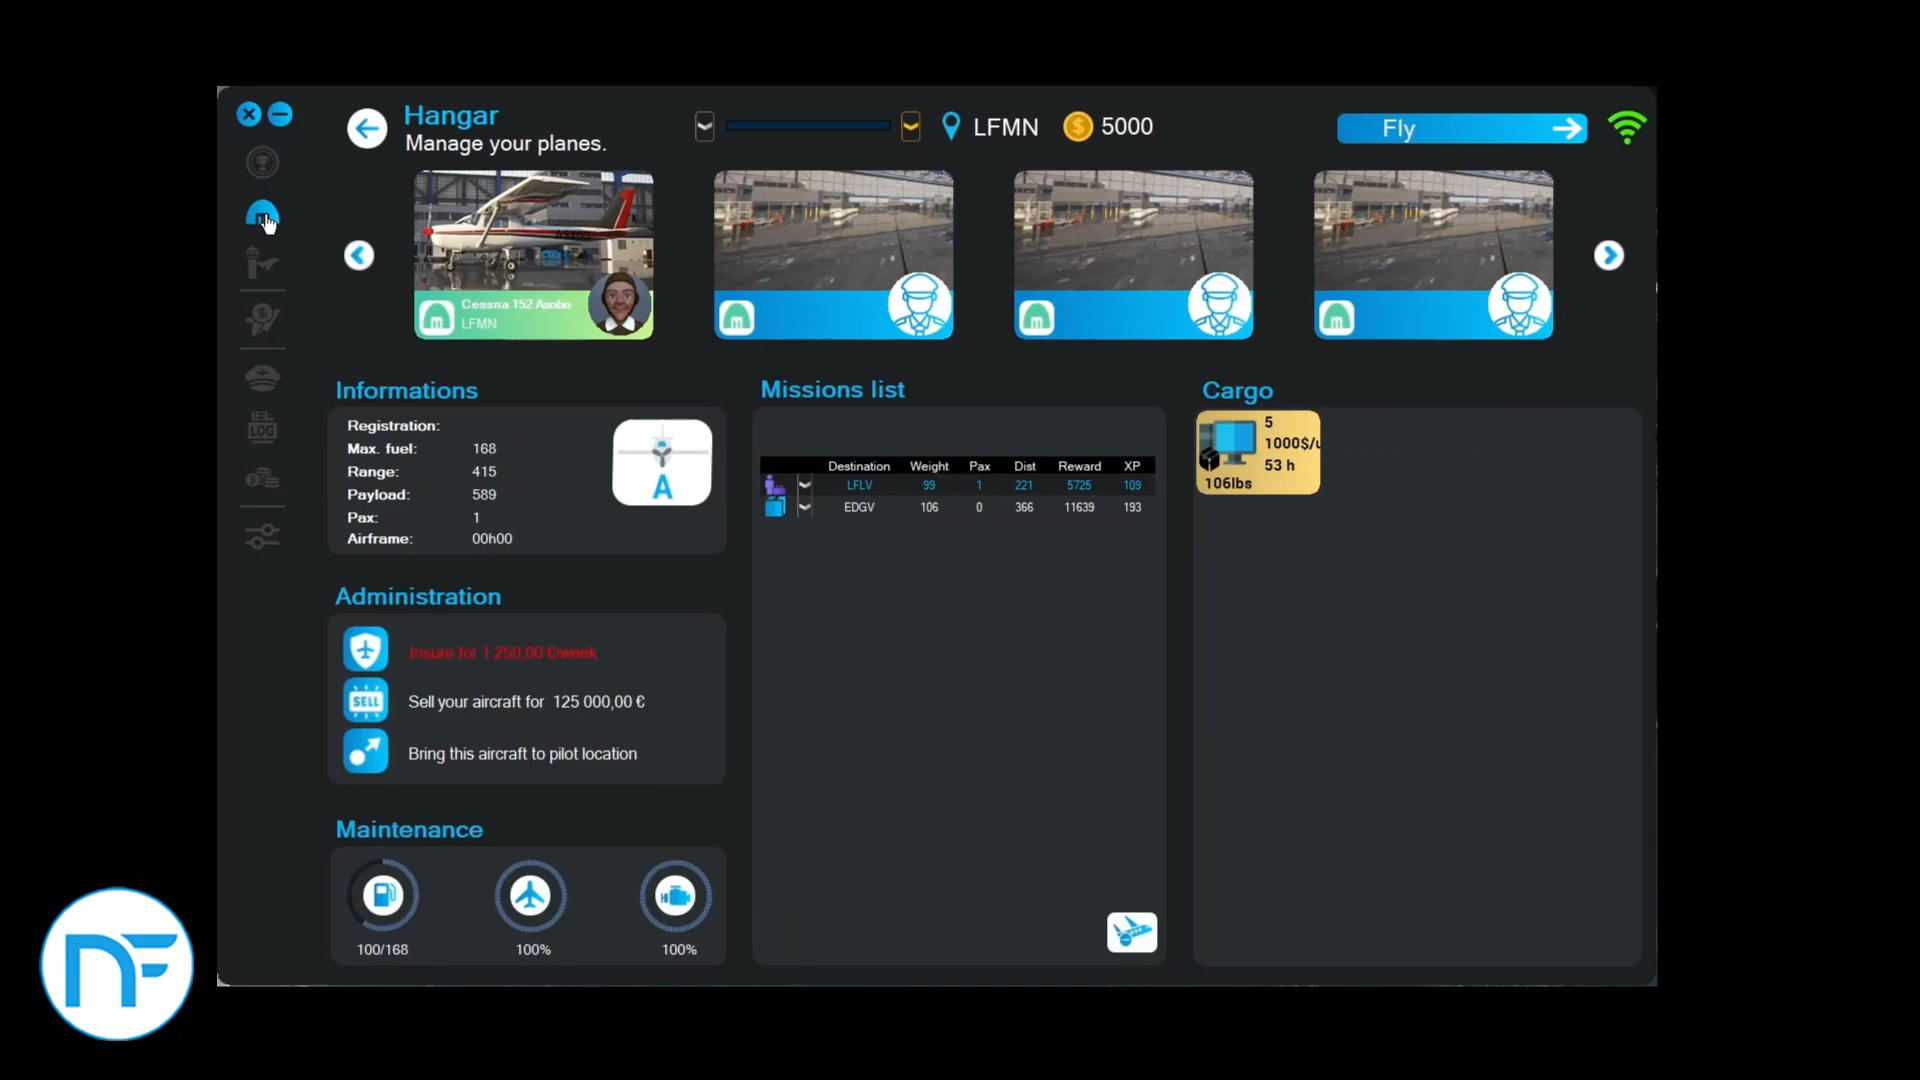 Hangar
Manage your planes.
LFMN
5000
Fly
Cessna 152 Asobo
LFMN
Informations
Registration:
Max. fuel: 168
Range: 415
Payload: 589
Pax: 1
Airframe: 00h00
A
Administration
Insure for 1 250,00 €/week
SELL
Sell your aircraft for 125 000,00 €
Bring this aircraft to pilot location
Maintenance
100/168
100%
100%
Missions list
Destination Weight Pax Dist Reward XP
LFLV 99 1 221 5725 109
EDGV 106 0 366 11639 193
Cargo
5
1000$/u
53 h
106lbs
LOG
NF